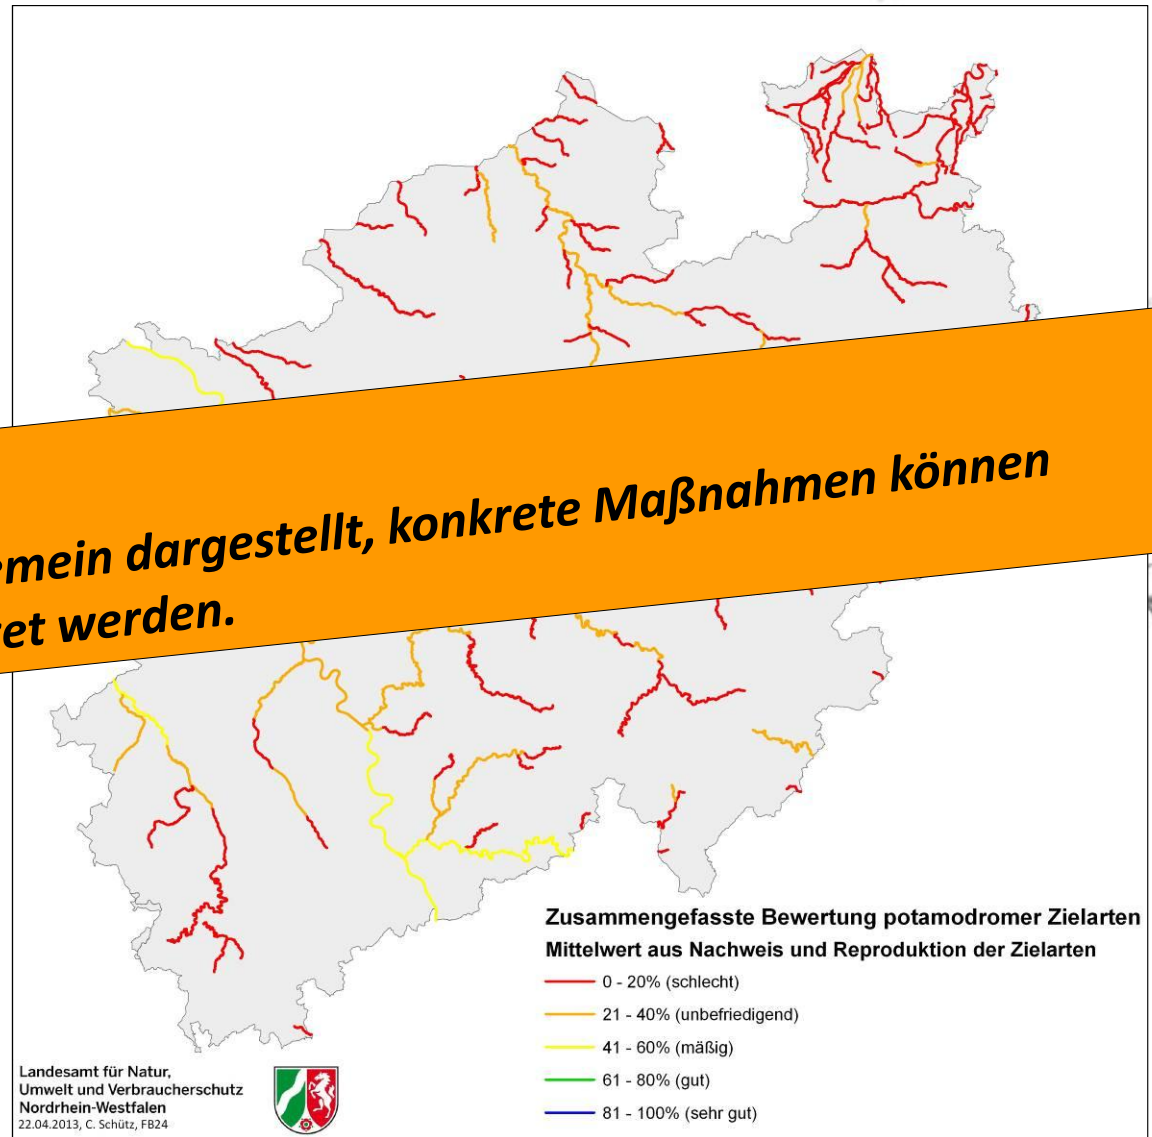 dargestellt, konkrete Maßnahmen können
werden.
Zusammengefasste Bewertung potamodromer Zielarten
Mittelwert aus Nachweis und Reproduktion der Zielarten
0 - 20% (schlecht)
21 - 40% (unbefriedigend)
41 - 60% (mäßig)
61 - 80% (gut)
81 - 100% (sehr gut)
Landesamt für Natur,
Umwelt und Verbraucherschutz
Nordrhein-Westfalen
22.04.2013, C. Schütz, FB24